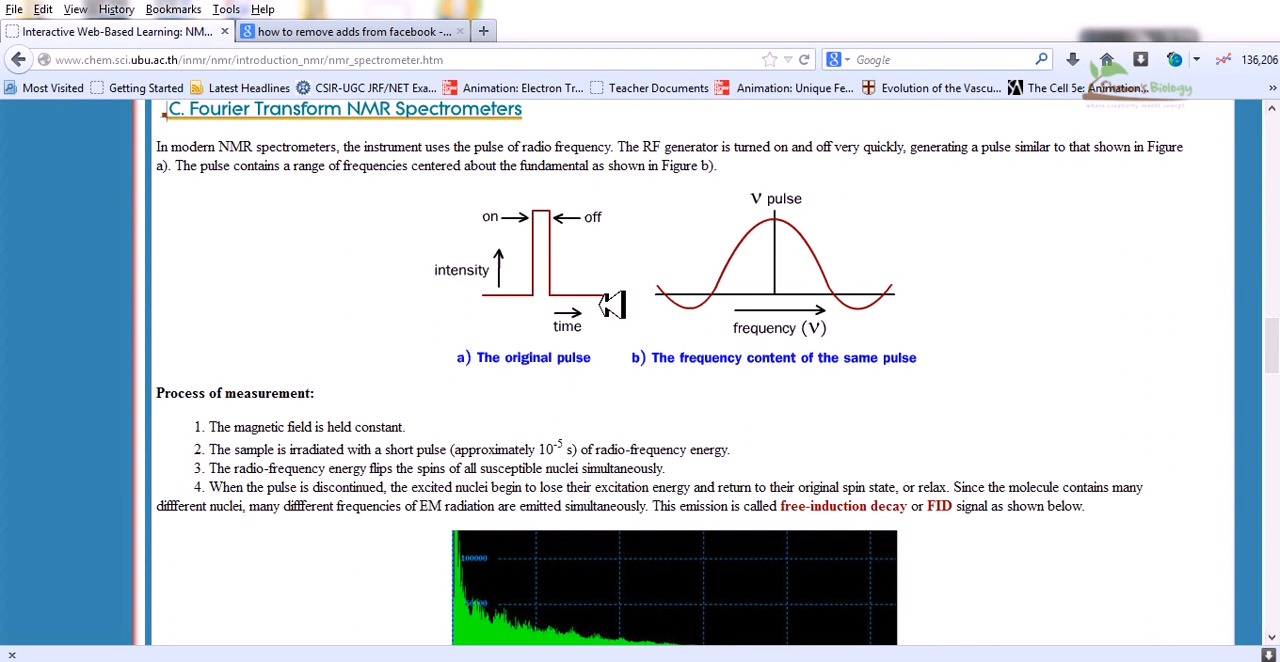 File Edit View History Bookmarks Tools Help
Interactive Web-Based Learning: NM... × how to remove adds from facebook -... × +
www.chem.sci.ubu.ac.th/inmr/nmr/introduction_nmr/nmr_spectrometer.htm Google 136,206
Most Visited Getting Started Latest Headlines CSIR-UGC JRF/NET Exa... Animation: Electron Tr... Teacher Documents Animation: Unique Fe... Evolution of the Vascu... The Cell 5e: Animation... »
Biology
C. Fourier Transform NMR Spectrometers
In modern NMR spectrometers, the instrument uses the pulse of radio frequency. The RF generator is turned on and off very quickly, generating a pulse similar to that shown in Figure
a). The pulse contains a range of frequencies centered about the fundamental as shown in Figure b).
ν pulse
on off
intensity
time
frequency (ν)
a) The original pulse b) The frequency content of the same pulse
Process of measurement:
1. The magnetic field is held constant.
2. The sample is irradiated with a short pulse (approximately 10⁻⁵ s) of radio-frequency energy.
3. The radio-frequency energy flips the spins of all susceptible nuclei simultaneously.
4. When the pulse is discontinued, the excited nuclei begin to lose their excitation energy and return to their original spin state, or relax. Since the molecule contains many
diffferent nuclei, many diffferent frequencies of EM radiation are emitted simultaneously. This emission is called free-induction decay or FID signal as shown below.
100000